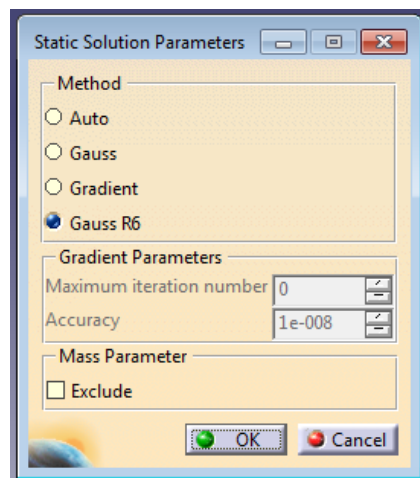 Static Solution Parameters
Method
Auto
Gauss
Gradient
Gauss R6
Gradient Parameters
Maximum iteration number 0
Accuracy 1e-008
Mass Parameter
Exclude
OK Cancel